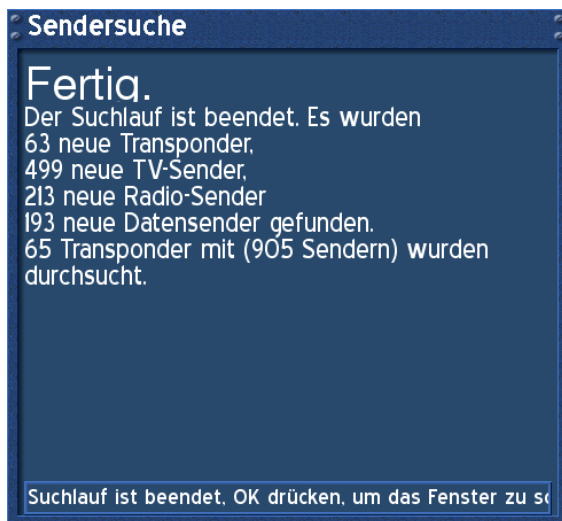 Sendersuche
Fertig.
Der Suchlauf ist beendet. Es wurden
63 neue Transponder,
499 neue TV-Sender,
213 neue Radio-Sender
193 neue Datensender gefunden.
65 Transponder mit (905 Sendern) wurden
durchsucht.
Suchlauf ist beendet, OK drücken, um das Fenster zu